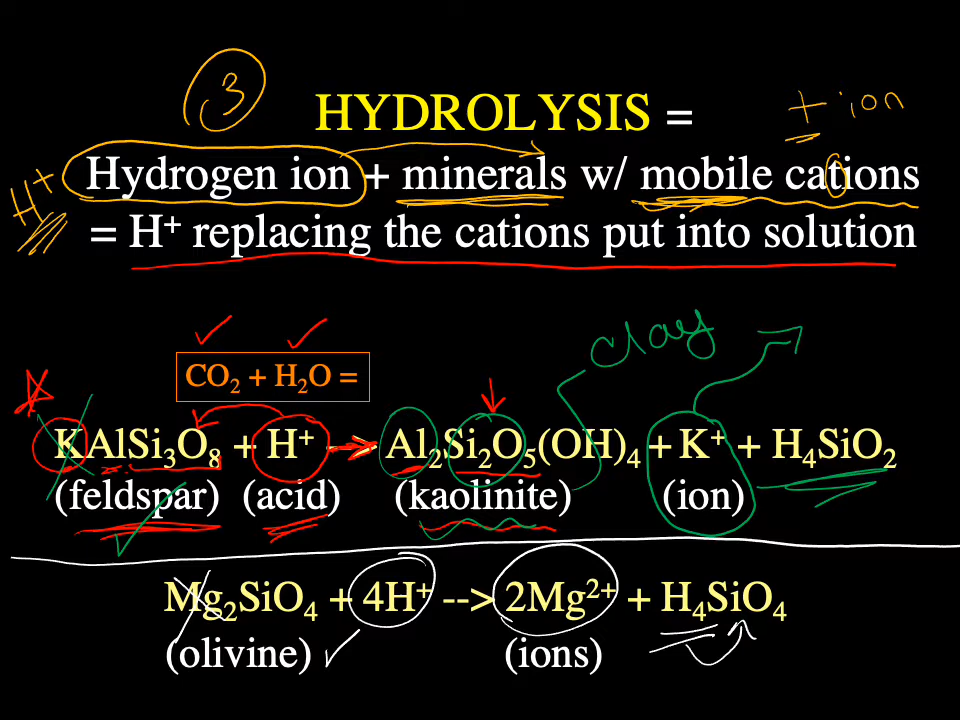 ③
HYDROLYSIS =
+ ion
Hydrogen ion + minerals w/ mobile cations
H⁺
= H⁺ replacing the cations put into solution
clay
CO₂ + H₂O =
KAlSi₃O₈ + H⁺ --> Al₂Si₂O₅(OH)₄ + K⁺ + H₄SiO₂
(feldspar) (acid) (kaolinite) (ion)
Mg₂SiO₄ + 4H⁺ --> 2Mg²⁺ + H₄SiO₄
(olivine) (ions)